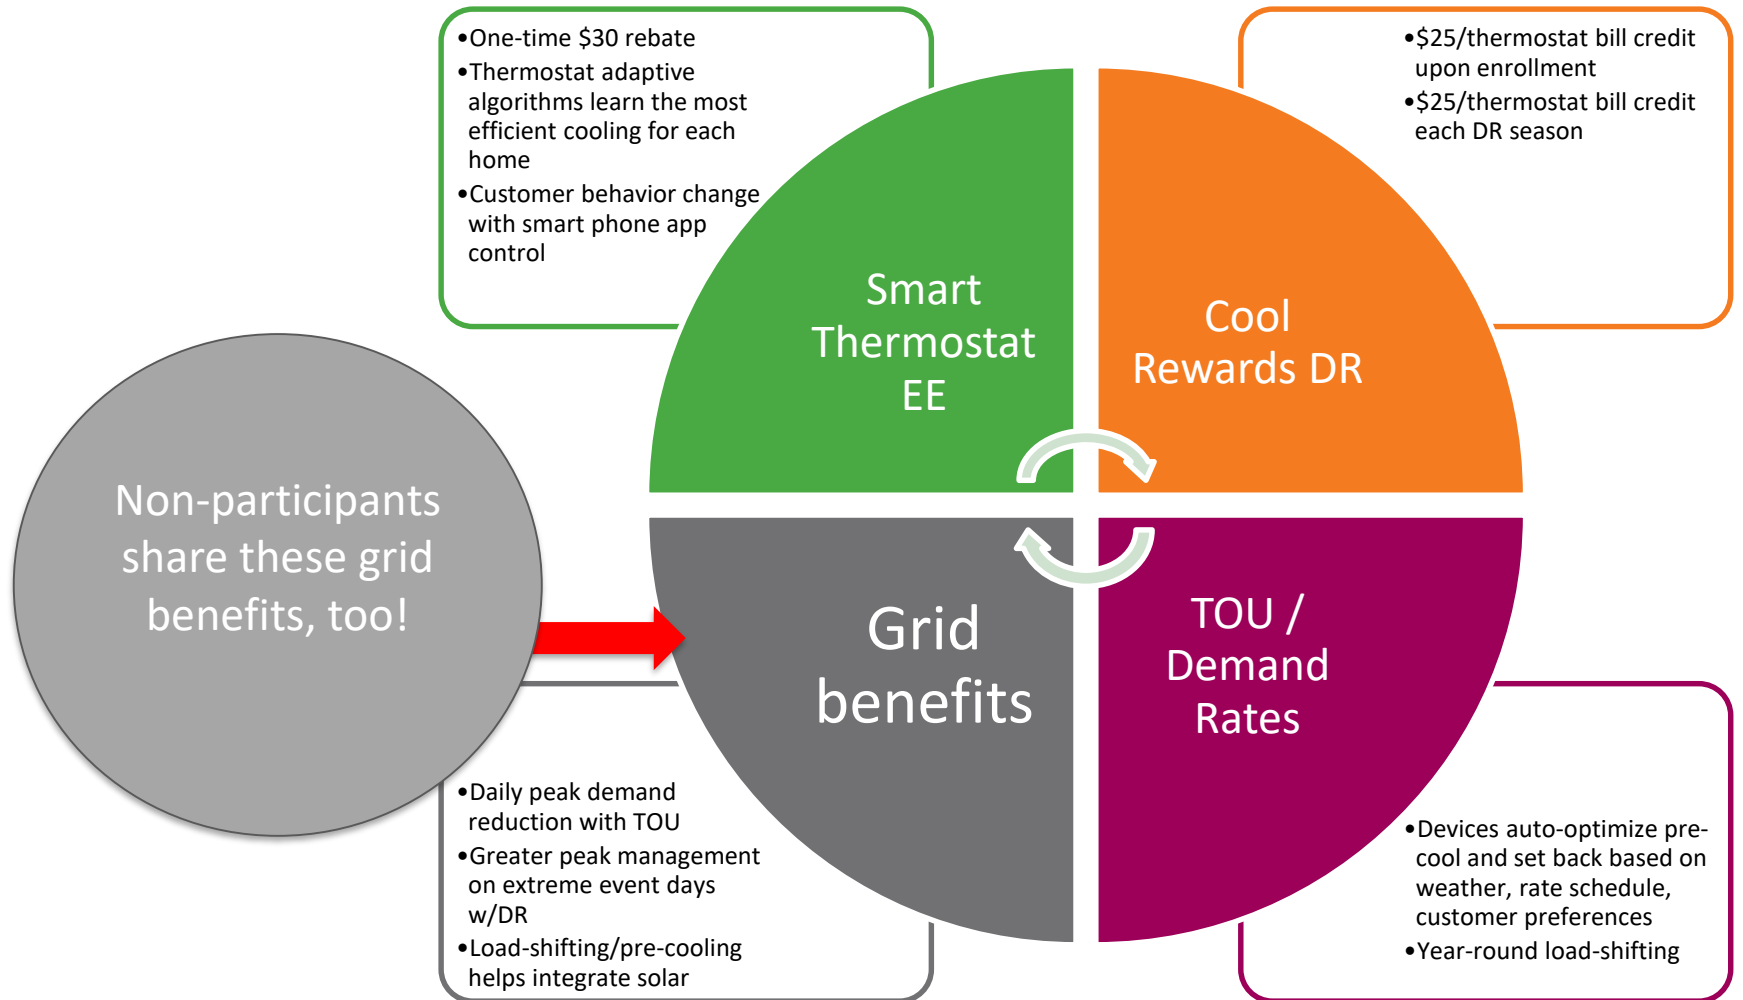 •One-time $30 rebate
•Thermostat adaptive
algorithms learn the most
efficient cooling for each
home
•Customer behavior change
with smart phone app
control
•$25/thermostat bill credit
upon enrollment
•$25/thermostat bill credit
each DR season
Smart
Thermostat
EE
Cool
Rewards DR
Non-participants
share these grid
benefits, too!
Grid
benefits
TOU /
Demand
Rates
•Daily peak demand
reduction with TOU
•Greater peak management
on extreme event days
w/DR
•Load-shifting/pre-cooling
helps integrate solar
•Devices auto-optimize pre-
cool and set back based on
weather, rate schedule,
customer preferences
•Year-round load-shifting